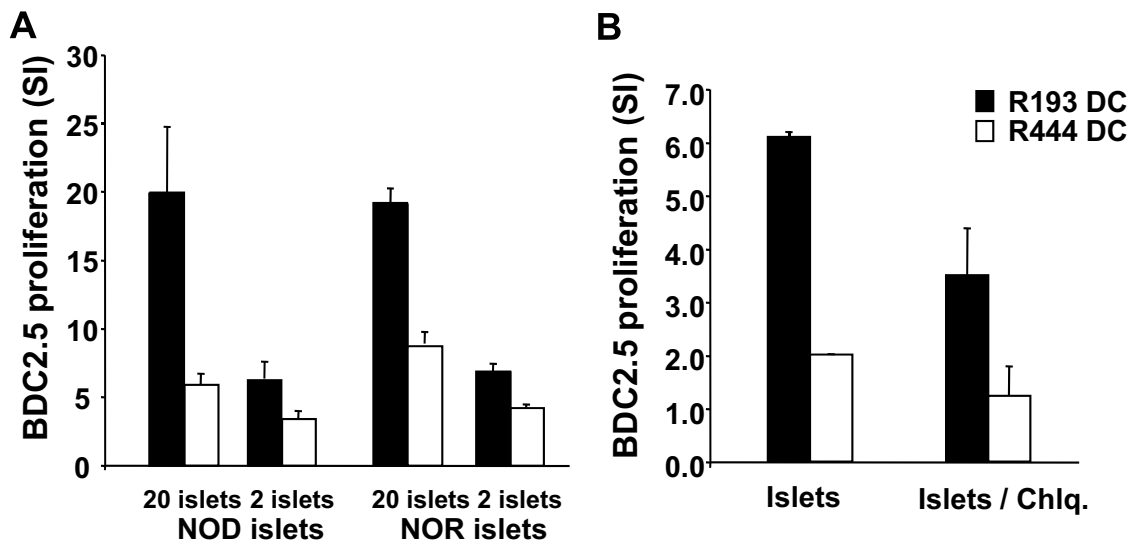 A
BDC2.5 proliferation (SI)
30
25
20
15
10
5
0
20 islets 2 islets 20 islets 2 islets
NOD islets NOR islets
B
BDC2.5 proliferation (SI)
7.0
6.0
5.0
4.0
3.0
2.0
1.0
0.0
R193 DC
R444 DC
Islets Islets / Chlq.